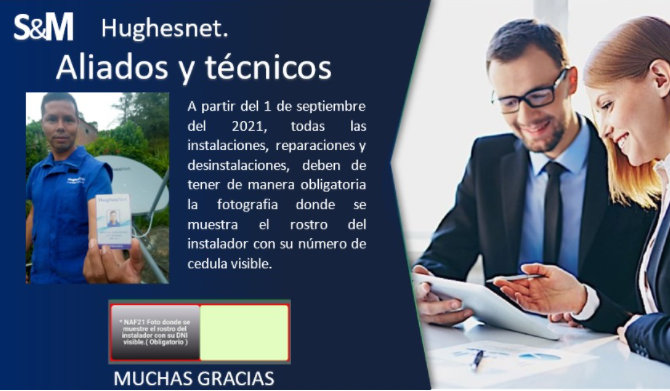 S&M Hughesnet.
Aliados y técnicos
A partir del 1 de septiembre
del 2021, todas las
instalaciones, reparaciones y
desinstalaciones, deben de
tener de manera obligatoria
la fotografia donde se
muestra el rostro del
instalador con su número de
cedula visible.
* NAF21 Foto donde se
muestre el rostro del
instalador con su DNI
visible.( Obligatorio )
MUCHAS GRACIAS